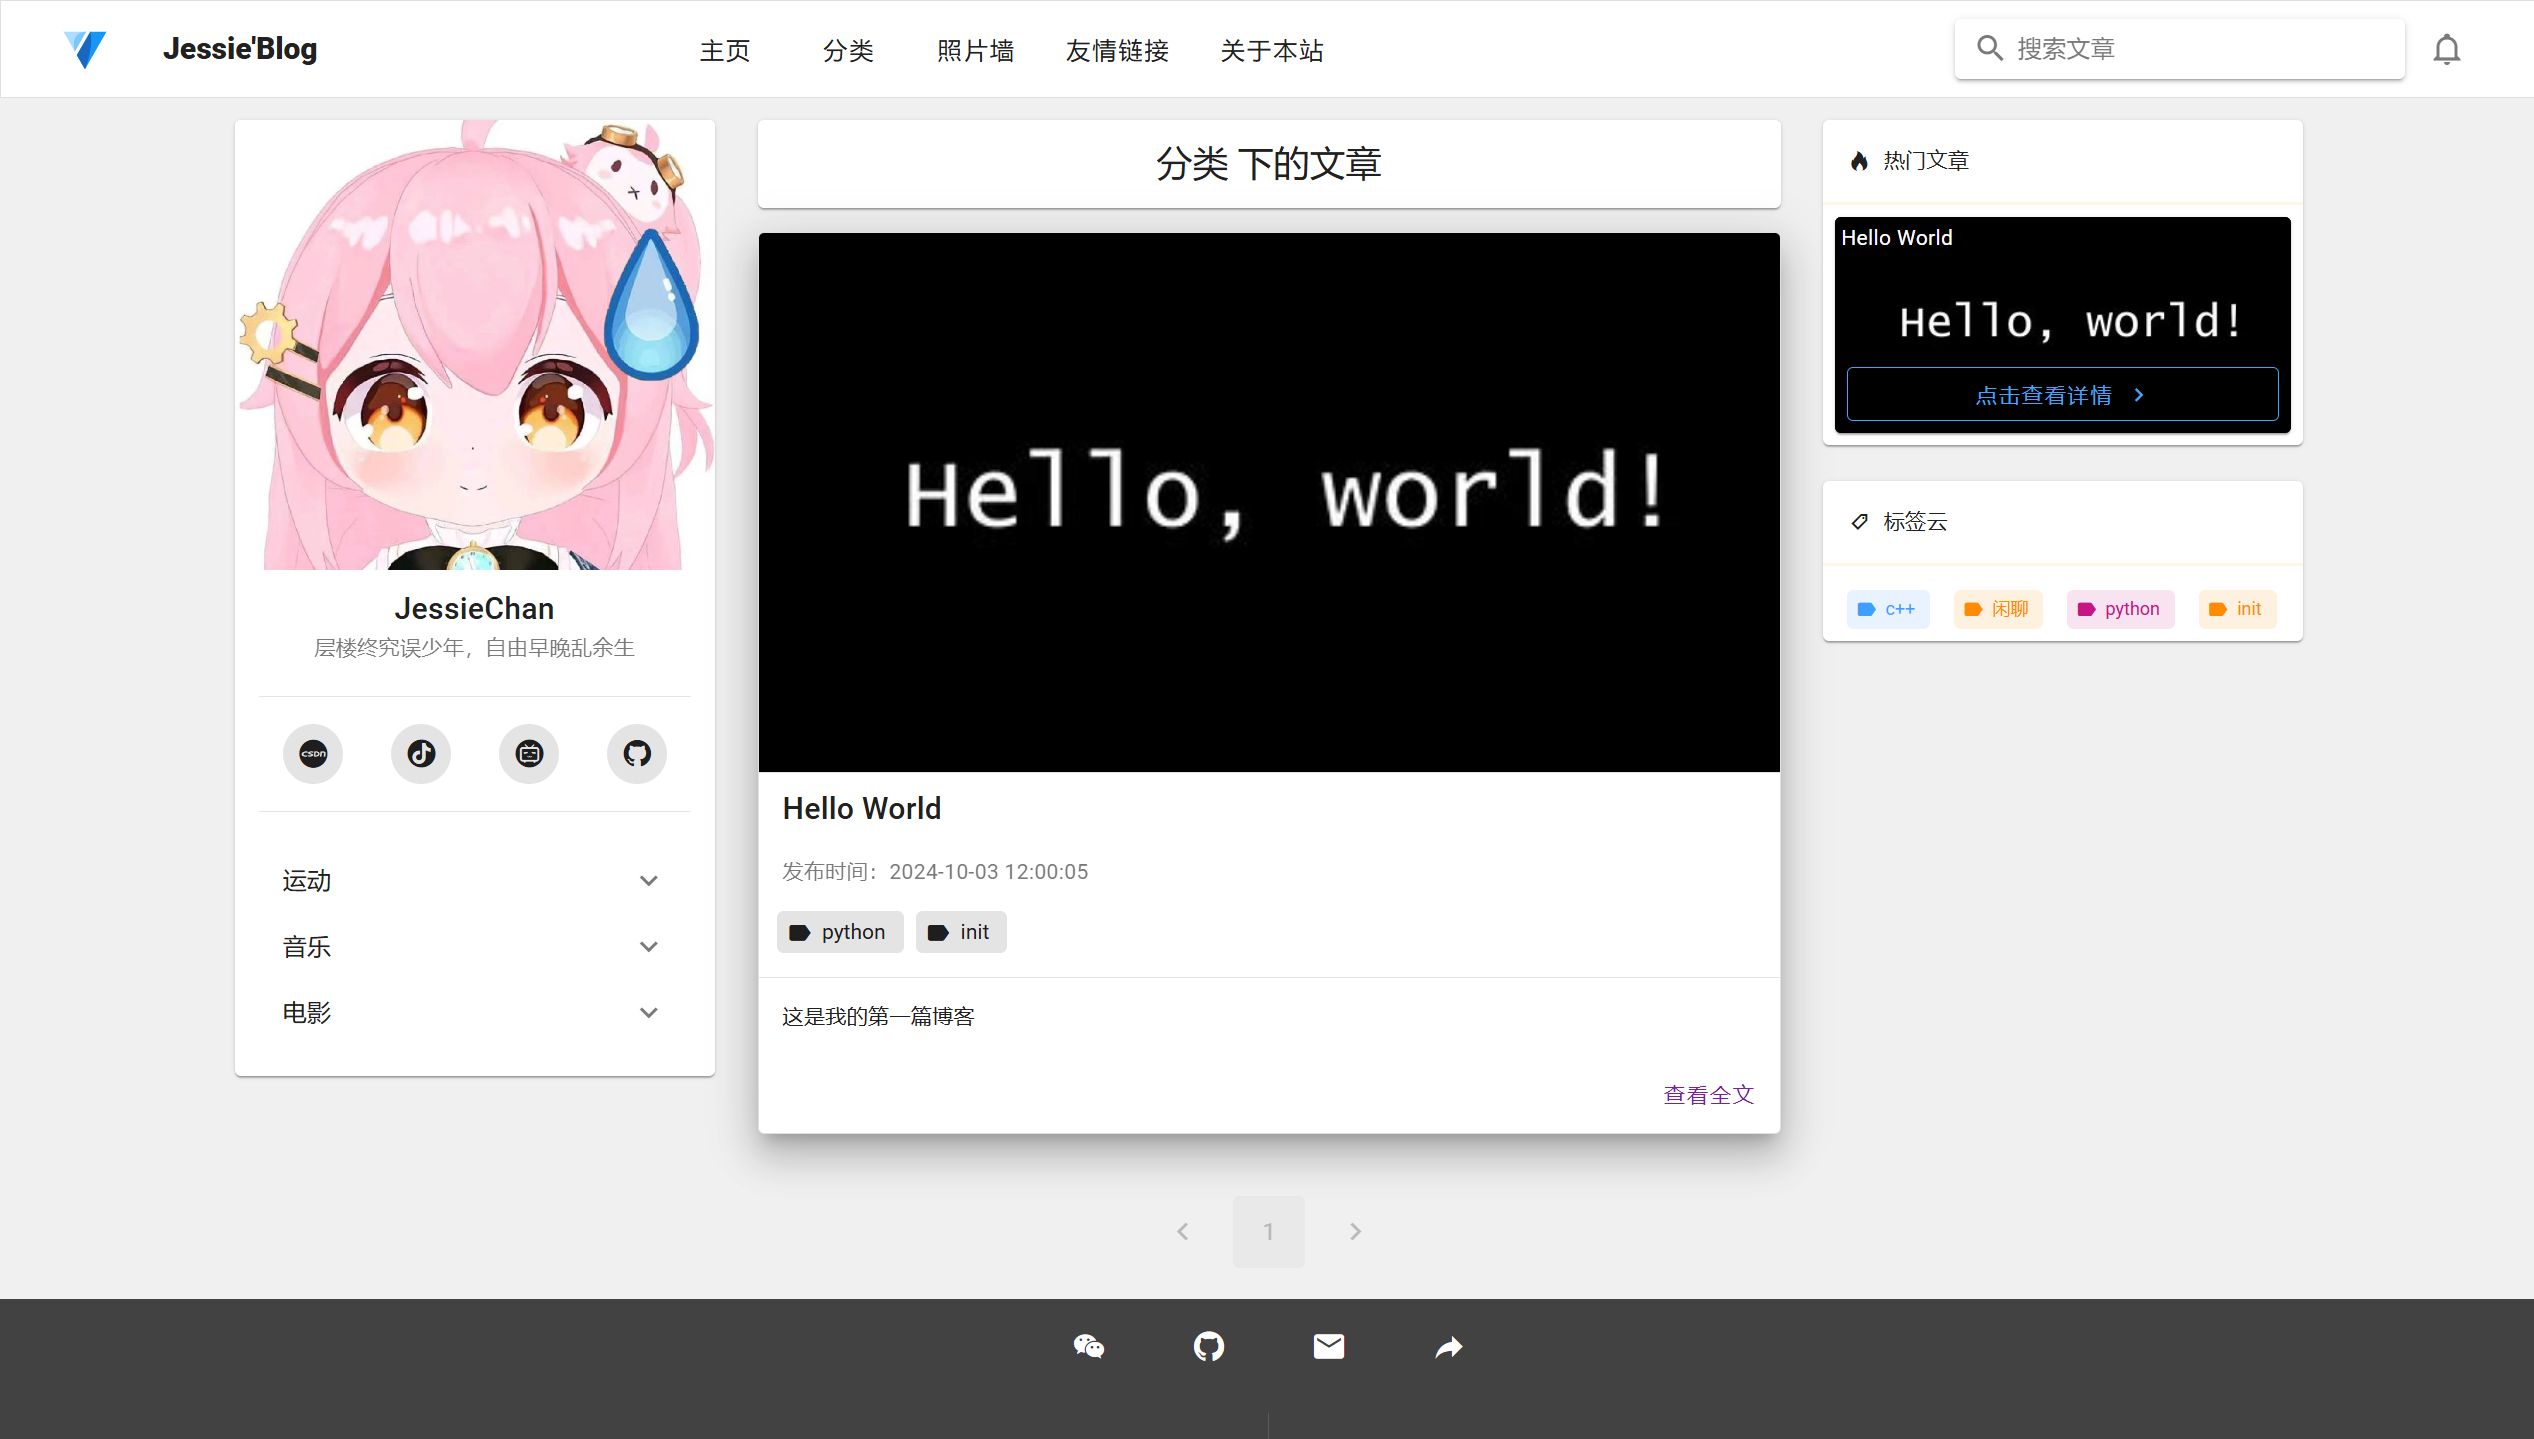 Jessie'Blog
主页 分类 照片墙 友情链接 关于本站
搜索文章
JessieChan
层楼终究误少年，自由早晚乱余生
CSDN
运动
音乐
电影
分类 下的文章
Hello, world!
Hello World
发布时间：2024-10-03 12:00:05
python init
这是我的第一篇博客
查看全文
1
热门文章
Hello World
Hello, world!
点击查看详情
标签云
c++ 闲聊 python init